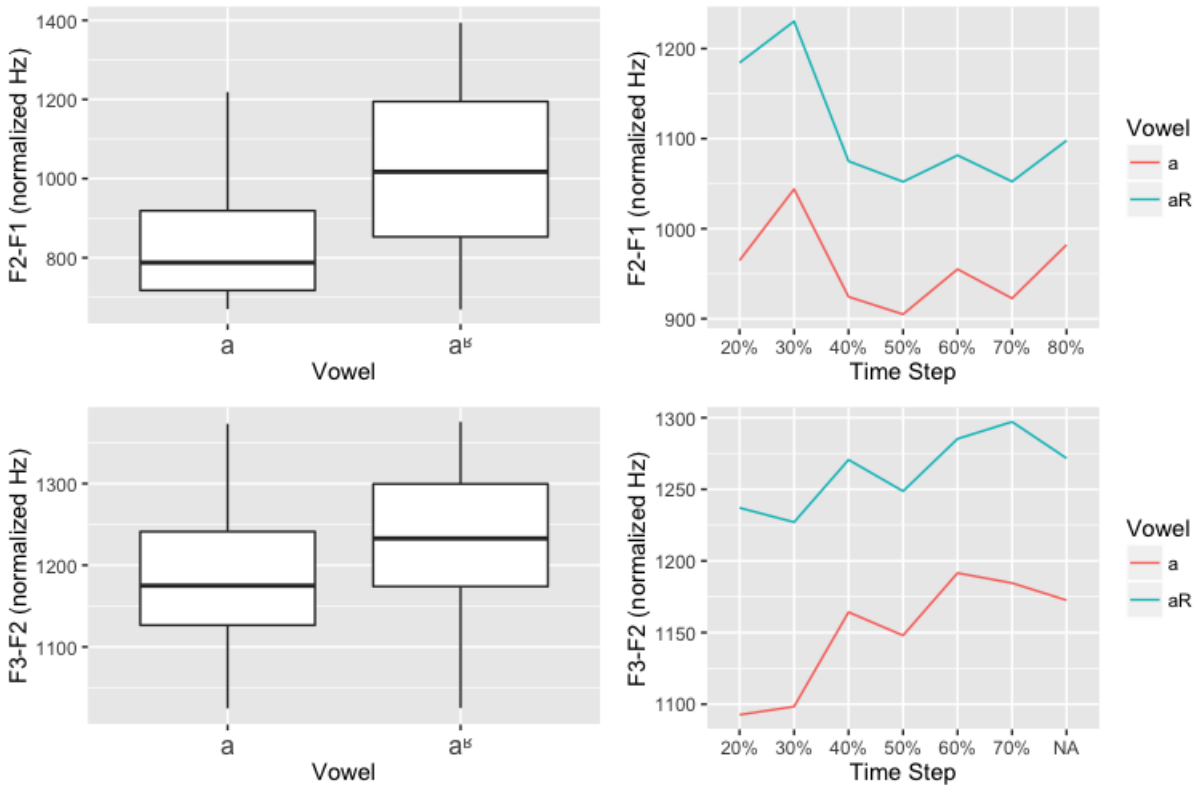 F2-F1 (normalized Hz)
1400
1200
1000
800
a
aʶ
Vowel
F2-F1 (normalized Hz)
1200
1100
1000
900
20% 30% 40% 50% 60% 70% 80%
Time Step
Vowel
a
aR
F3-F2 (normalized Hz)
1300
1200
1100
a
aʶ
Vowel
F3-F2 (normalized Hz)
1300
1250
1200
1150
1100
20% 30% 40% 50% 60% 70% NA
Time Step
Vowel
a
aR